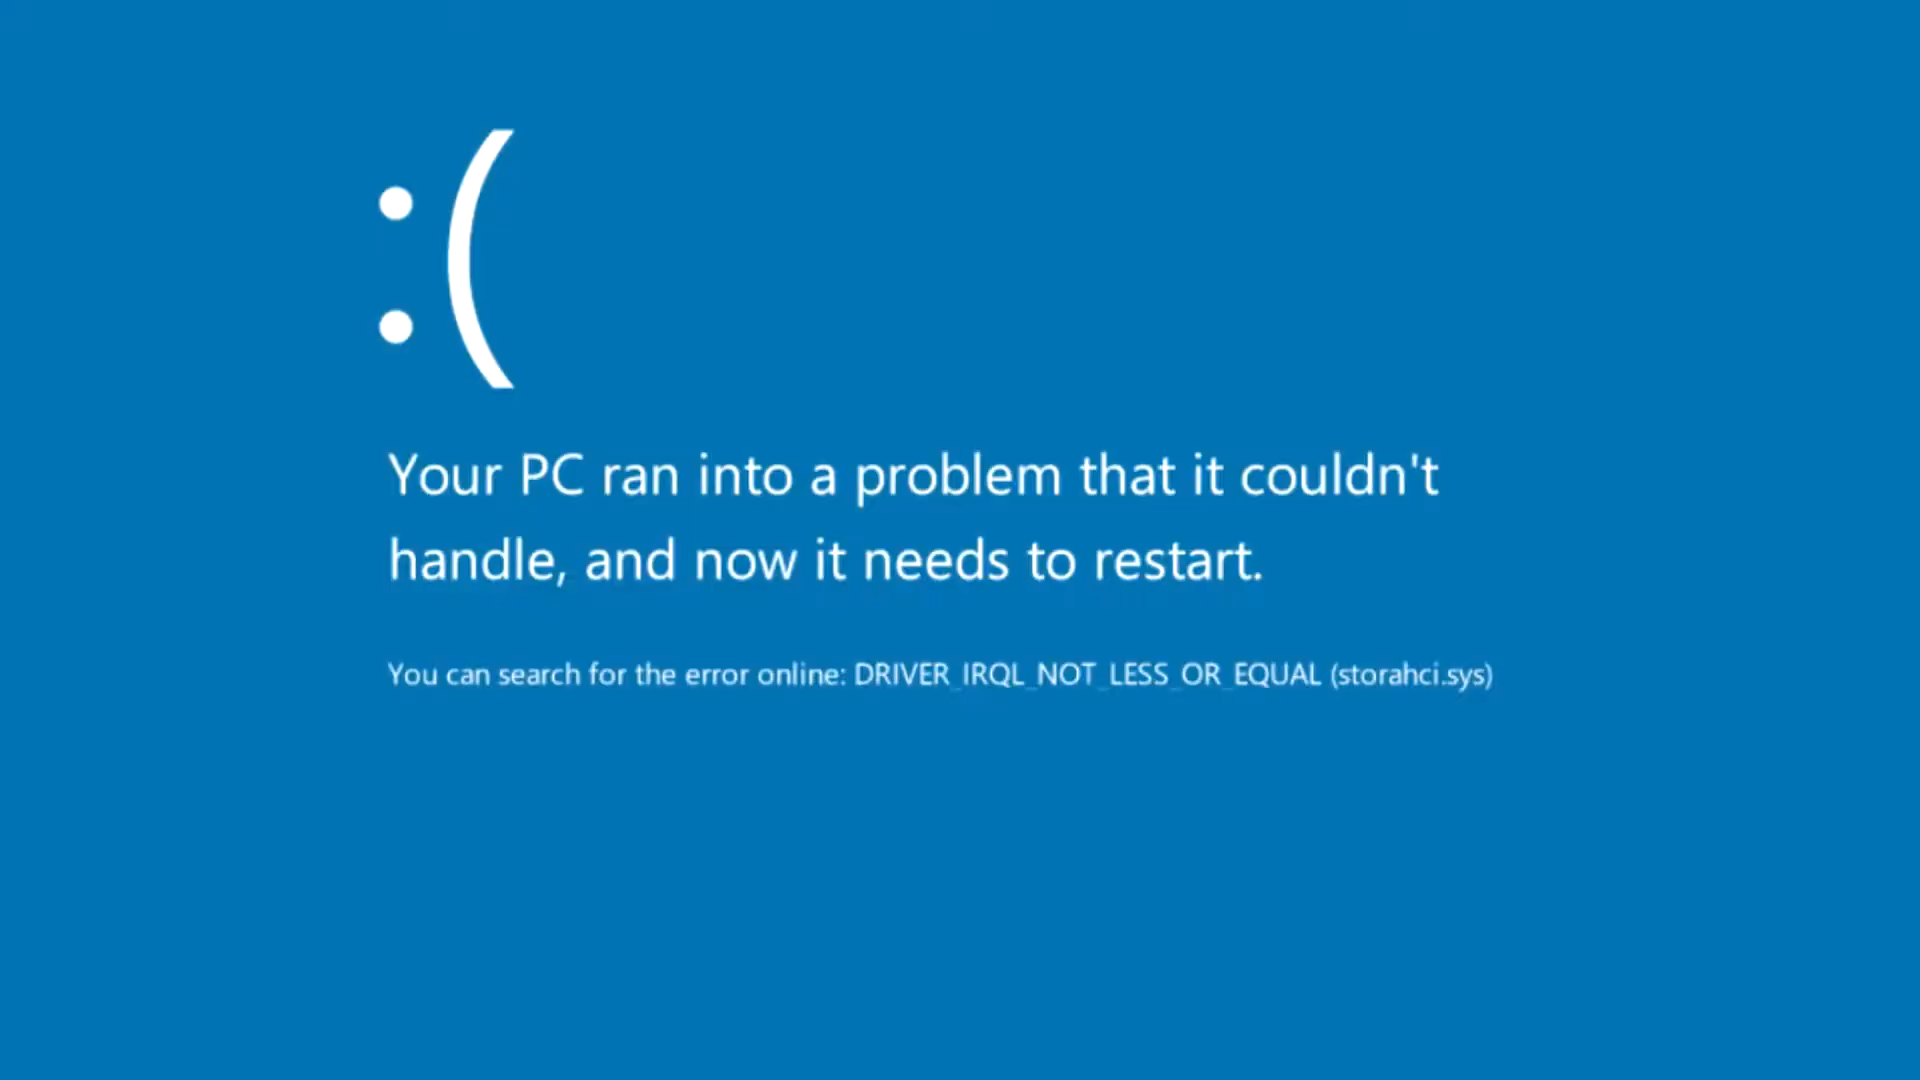 :(
Your PC ran into a problem that it couldn't
handle, and now it needs to restart.
You can search for the error online: DRIVER_IRQL_NOT_LESS_OR_EQUAL (storahci.sys)